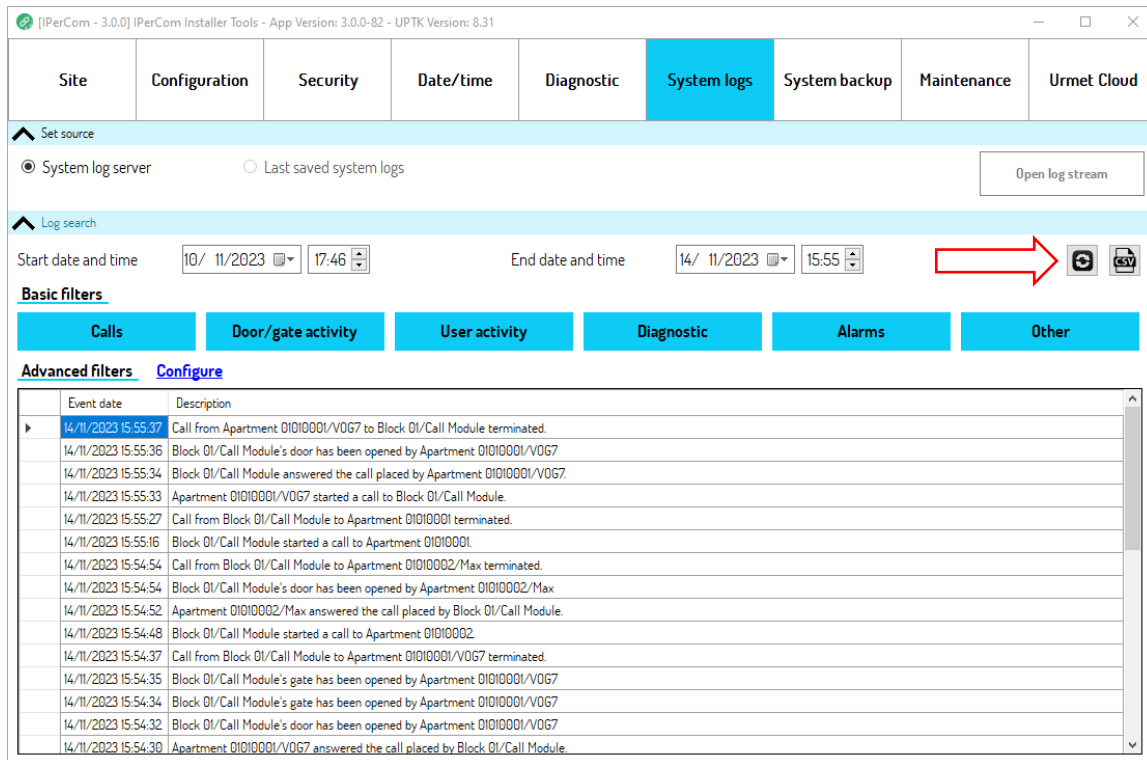 [IPerCom - 3.0.0] IPerCom Installer Tools - App Version: 3.0.0-82 - UPTK Version: 8.31
Site Configuration Security Date/time Diagnostic System logs System backup Maintenance Urmet Cloud
Set source
System log server Last saved system logs Open log stream
Log search
Start date and time 10/ 11/2023 17:46 End date and time 14/ 11/2023 15:55 CSV
Basic filters
Calls Door/gate activity User activity Diagnostic Alarms Other
Advanced filters Configure
Event date Description
14/11/2023 15:55:37 Call from Apartment 01010001/VOG7 to Block 01/Call Module terminated.
14/11/2023 15:55:36 Block 01/Call Module's door has been opened by Apartment 01010001/VOG7
14/11/2023 15:55:34 Block 01/Call Module answered the call placed by Apartment 01010001/VOG7.
14/11/2023 15:55:33 Apartment 01010001/VOG7 started a call to Block 01/Call Module.
14/11/2023 15:55:27 Call from Block 01/Call Module to Apartment 01010001 terminated.
14/11/2023 15:55:16 Block 01/Call Module started a call to Apartment 01010001.
14/11/2023 15:54:54 Call from Block 01/Call Module to Apartment 01010002/Max terminated.
14/11/2023 15:54:54 Block 01/Call Module's door has been opened by Apartment 01010002/Max
14/11/2023 15:54:52 Apartment 01010002/Max answered the call placed by Block 01/Call Module.
14/11/2023 15:54:48 Block 01/Call Module started a call to Apartment 01010002.
14/11/2023 15:54:37 Call from Block 01/Call Module to Apartment 01010001/VOG7 terminated.
14/11/2023 15:54:35 Block 01/Call Module's gate has been opened by Apartment 01010001/VOG7
14/11/2023 15:54:34 Block 01/Call Module's gate has been opened by Apartment 01010001/VOG7
14/11/2023 15:54:32 Block 01/Call Module's door has been opened by Apartment 01010001/VOG7
14/11/2023 15:54:30 Apartment 01010001/VOG7 answered the call placed by Block 01/Call Module.